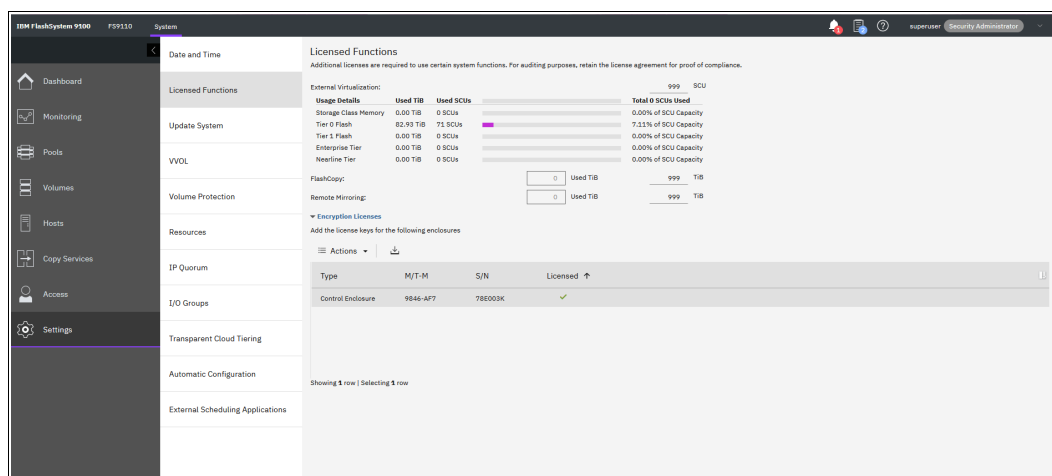 IBM FlashSystem 9100 FS9110 System
superuser Security Administrator
Dashboard
Monitoring
Pools
Volumes
Hosts
Copy Services
Access
Settings
Date and Time
Licensed Functions
Update System
VVOL
Volume Protection
Resources
IP Quorum
I/O Groups
Transparent Cloud Tiering
Automatic Configuration
External Scheduling Applications
Licensed Functions
Additional licenses are required to use certain system functions. For auditing purposes, retain the license agreement for proof of compliance.
External Virtualization: 999 SCU
Usage Details Used TiB Used SCUs Total 0 SCUs Used
Storage Class Memory 0.00 TiB 0 SCUs 0.00% of SCU Capacity
Tier 0 Flash 82.93 TiB 71 SCUs 7.11% of SCU Capacity
Tier 1 Flash 0.00 TiB 0 SCUs 0.00% of SCU Capacity
Enterprise Tier 0.00 TiB 0 SCUs 0.00% of SCU Capacity
Nearline Tier 0.00 TiB 0 SCUs 0.00% of SCU Capacity
FlashCopy: 0 Used TiB 999 TiB
Remote Mirroring: 0 Used TiB 999 TiB
Encryption Licenses
Add the license keys for the following enclosures
Actions
Type M/T-M S/N Licensed
Control Enclosure 9846-AF7 78E003K
Showing 1 row | Selecting 1 row